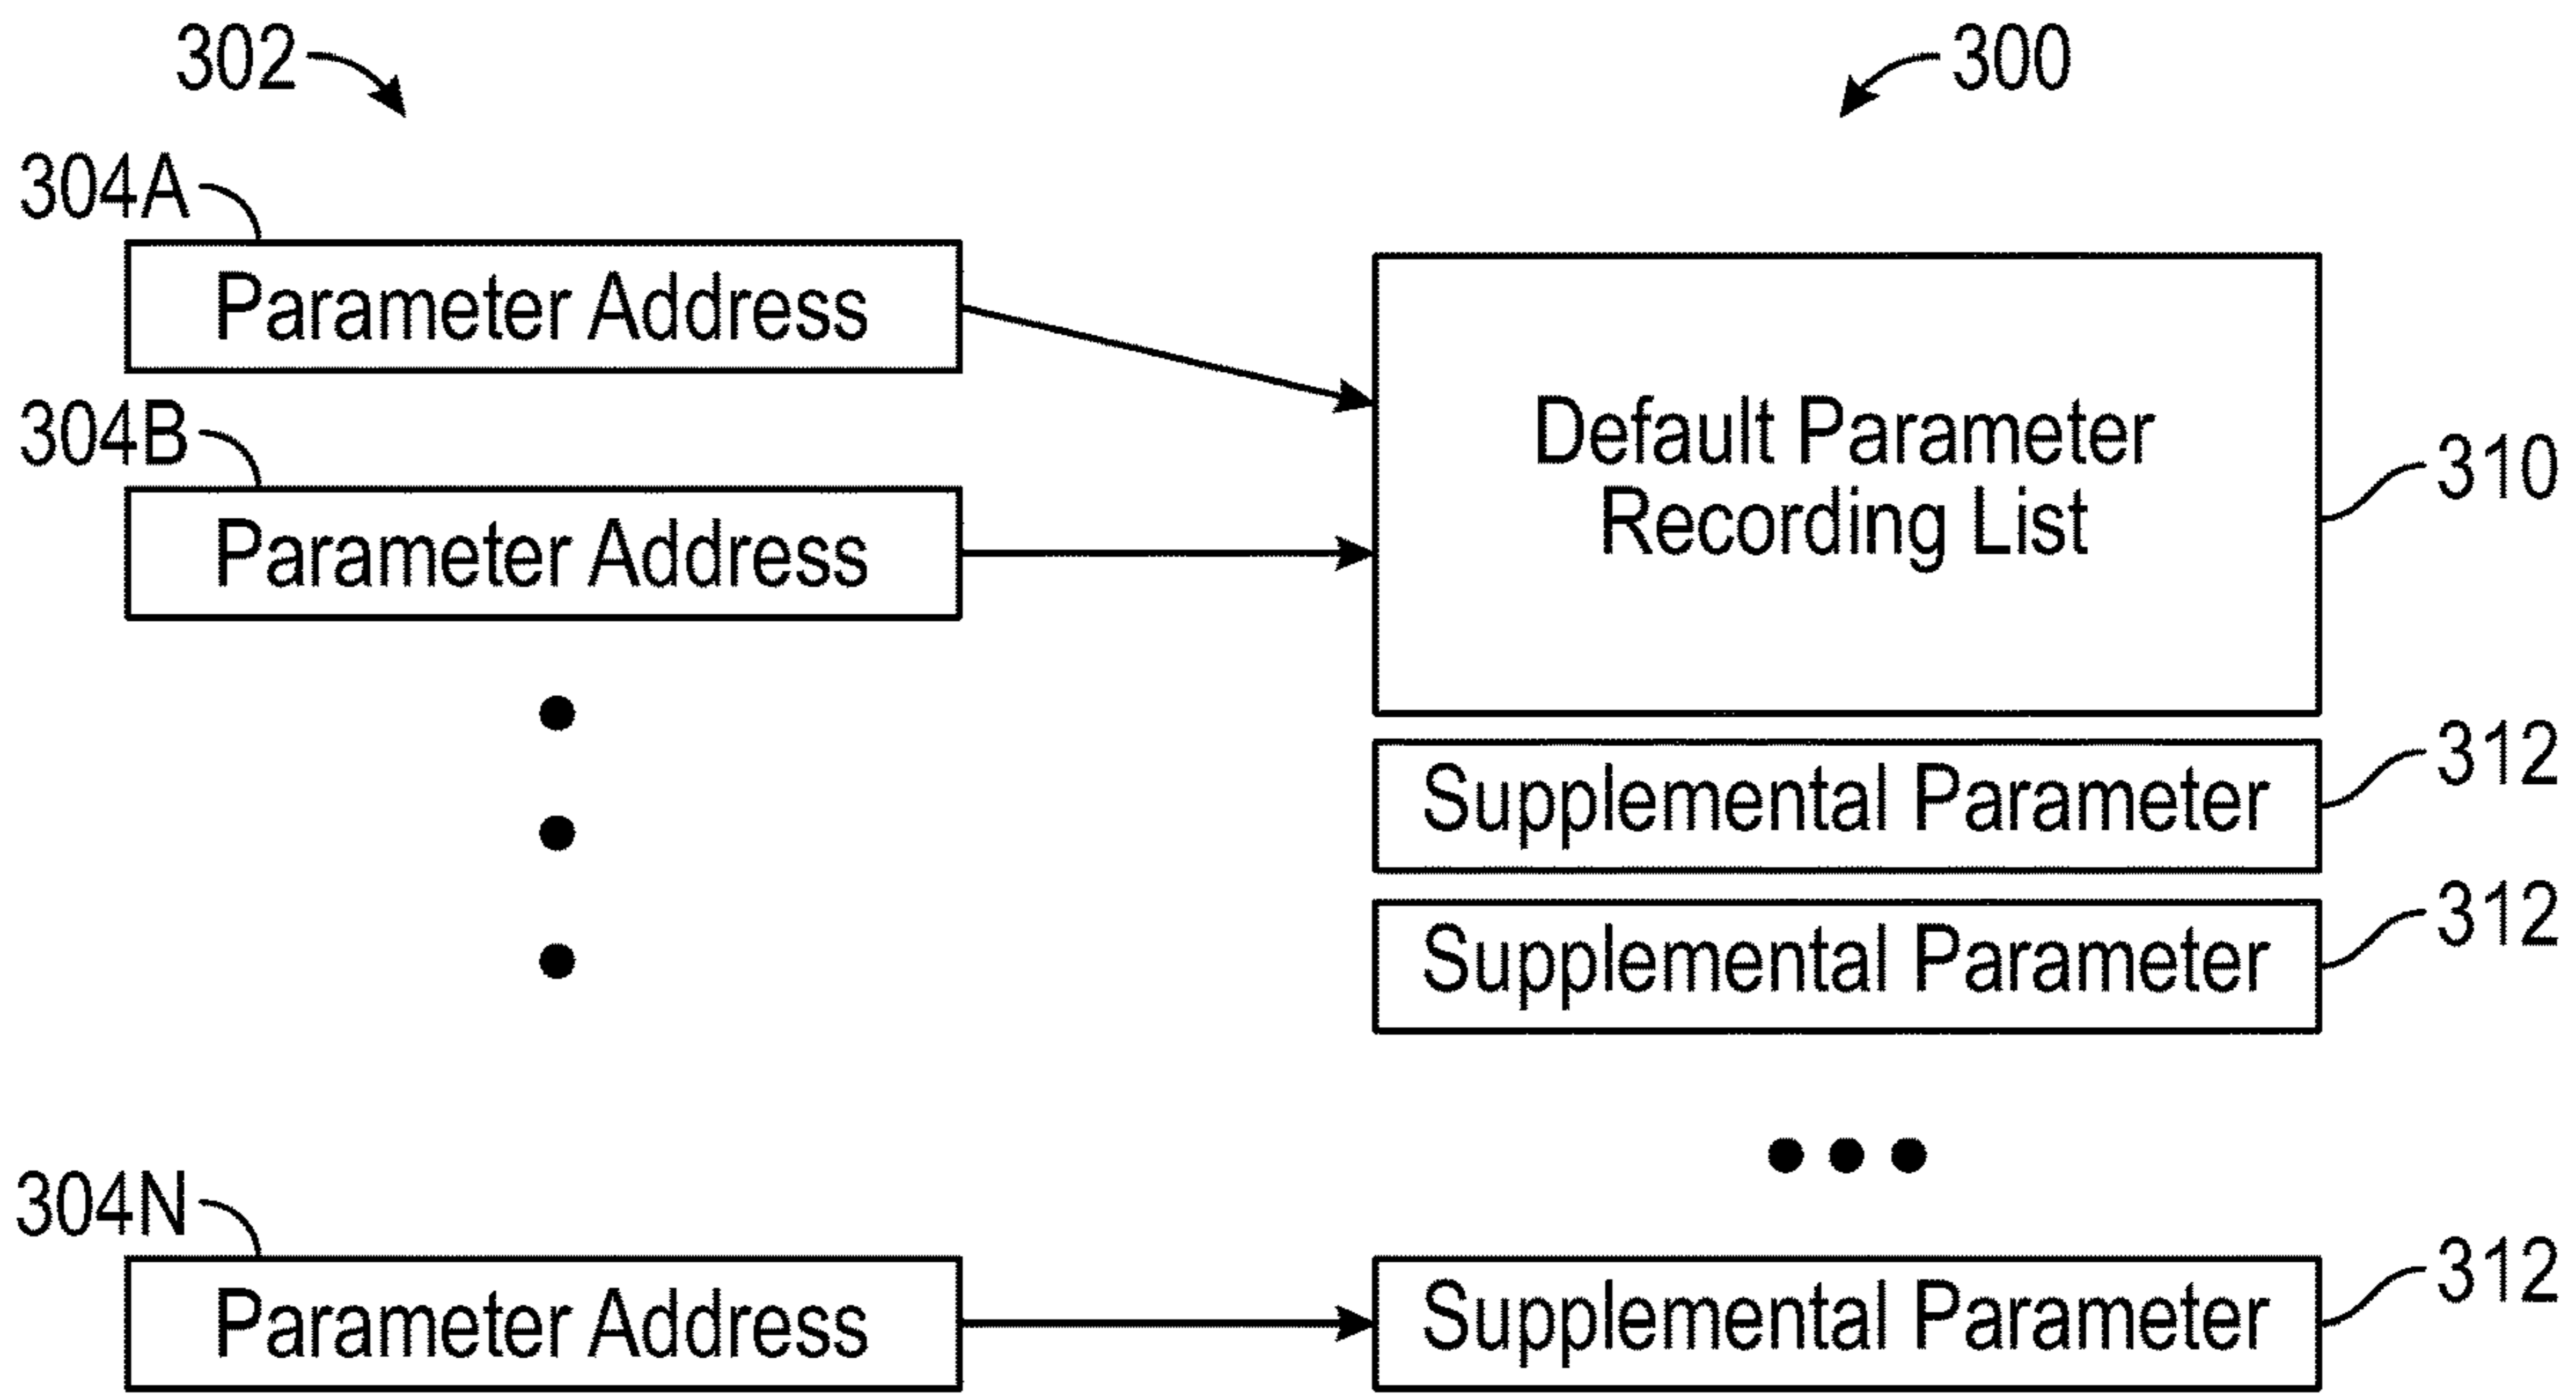 302
300
304A
Parameter Address
304B
Parameter Address
Default Parameter
Recording List
310
Supplemental Parameter
312
Supplemental Parameter
312
304N
Parameter Address
Supplemental Parameter
312